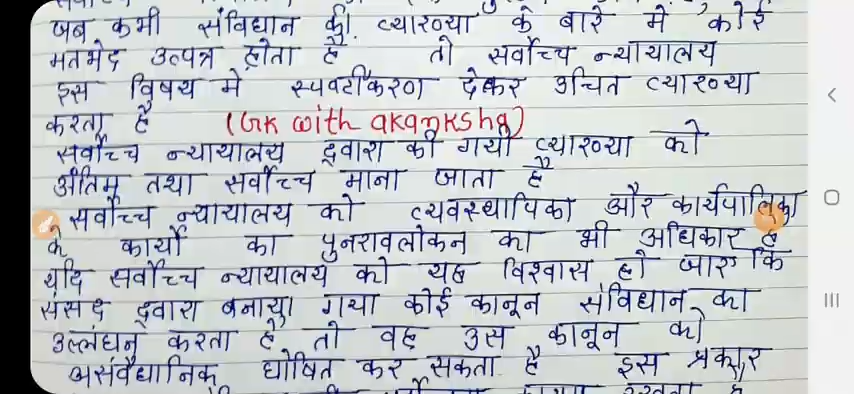 जब कभी संविधान की व्याख्या के बारे में कोई
मतभेद उत्पन्न होता है तो सर्वोच्च न्यायालय
इस विषय में स्पष्टीकरण देकर उचित व्याख्या
करता है (GK with akanksha)
सर्वोच्च न्यायालय द्वारा की गयी व्याख्या को
अंतिम तथा सर्वोच्च माना जाता है
सर्वोच्च न्यायालय को व्यवस्थापिका और कार्यपालिका
के कार्यों का पुनरावलोकन का भी अधिकार है
यदि सर्वोच्च न्यायालय को यह विश्वास हो जाए कि
संसद द्वारा बनाया गया कोई कानून संविधान का
उल्लंघन करता है तो वह उस कानून को
असंवैधानिक घोषित कर सकता है इस प्रकार